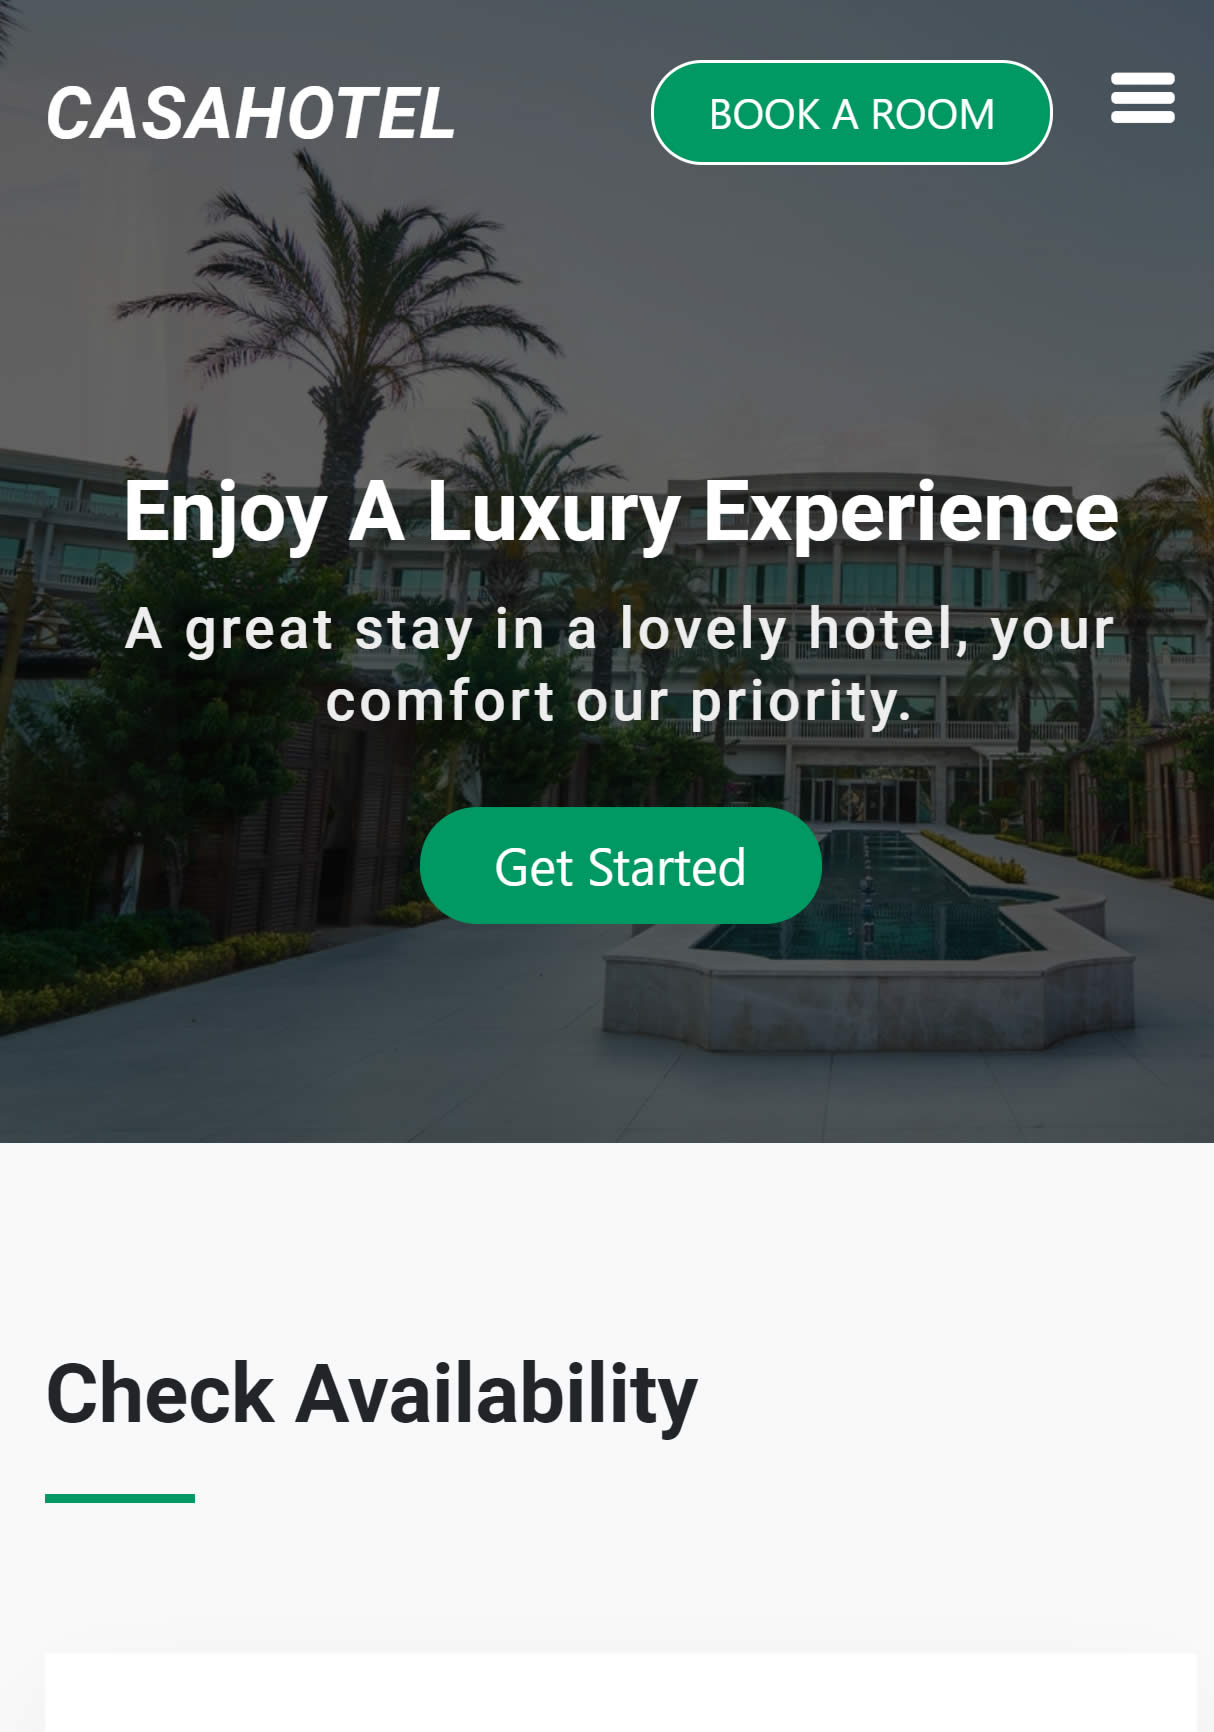 CASAHOTEL
BOOK A ROOM
Enjoy A Luxury Experience
A great stay in a lovely hotel, your
comfort our priority.
Get Started
Check Availability